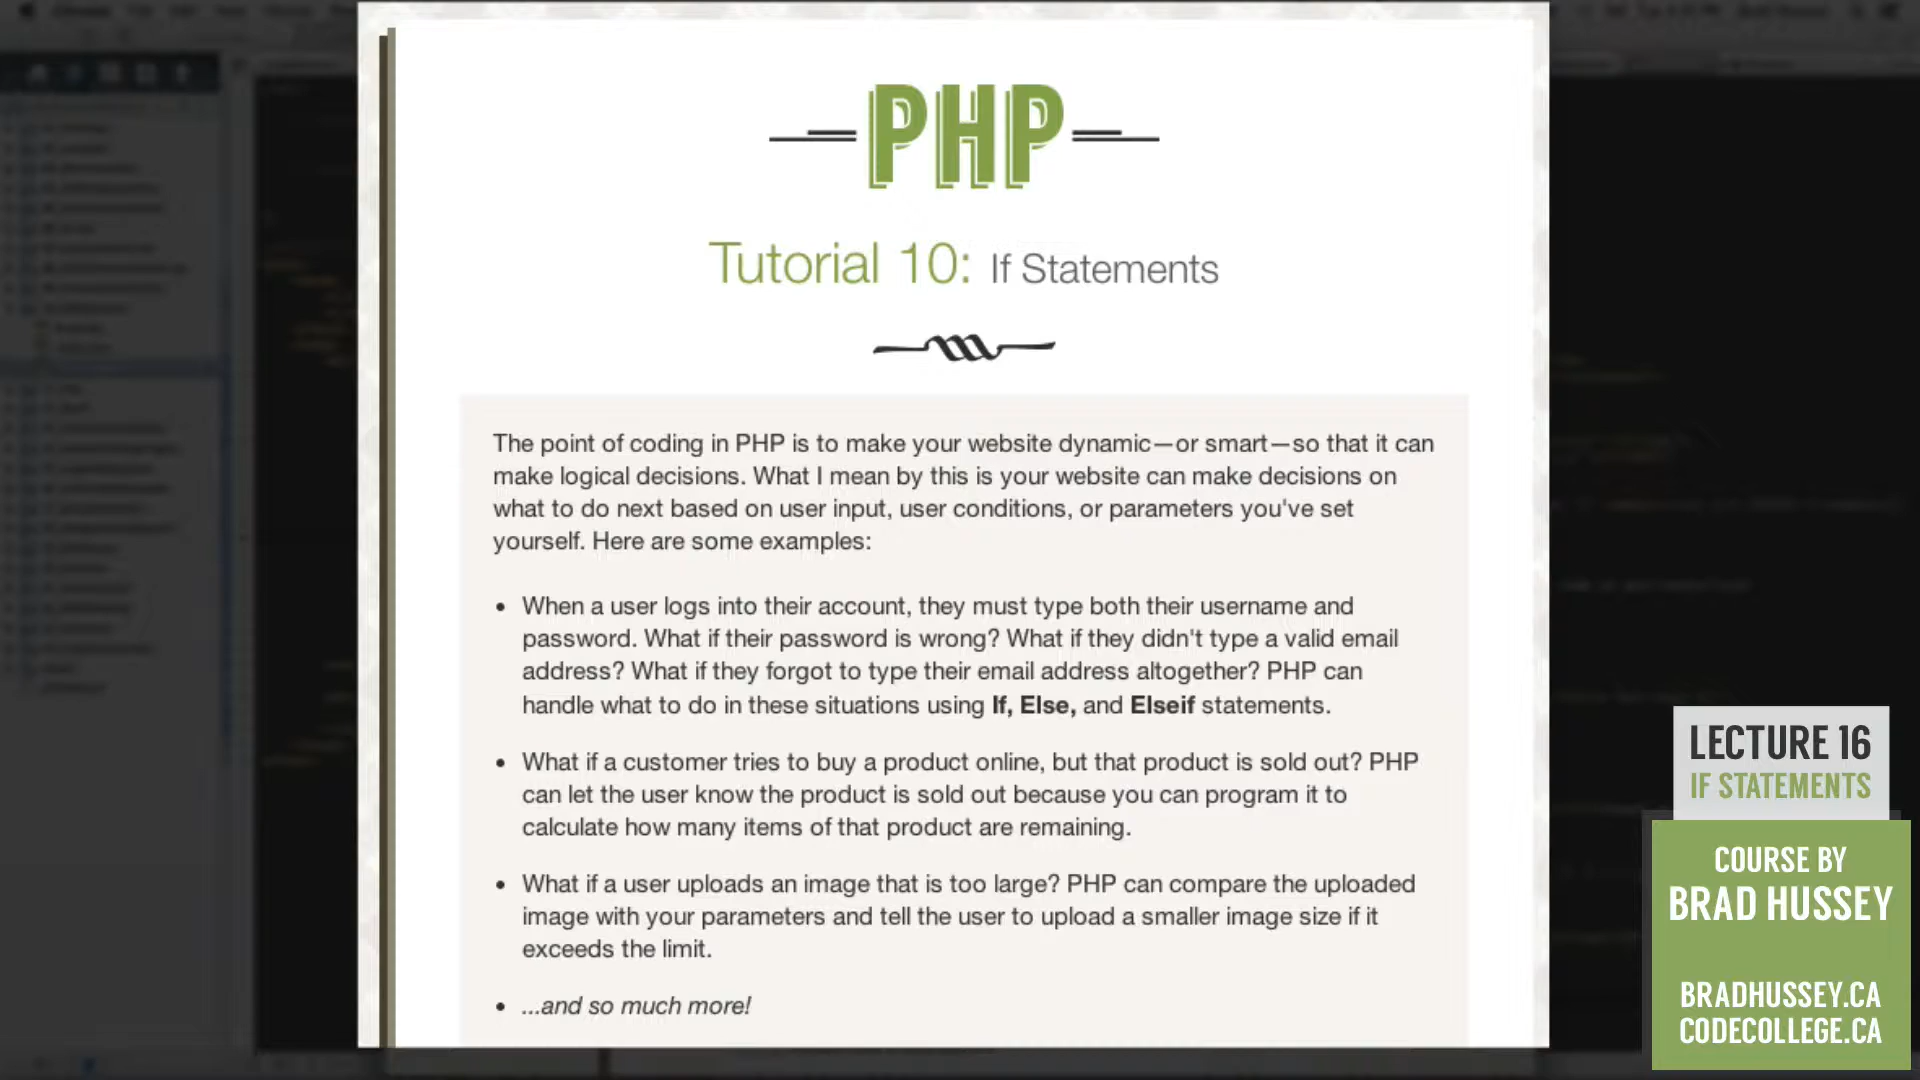 PHP
Tutorial 10: If Statements
The point of coding in PHP is to make your website dynamic—or smart—so that it can
make logical decisions. What I mean by this is your website can make decisions on
what to do next based on user input, user conditions, or parameters you've set
yourself. Here are some examples:
• When a user logs into their account, they must type both their username and
password. What if their password is wrong? What if they didn't type a valid email
address? What if they forgot to type their email address altogether? PHP can
handle what to do in these situations using If, Else, and Elseif statements.
• What if a customer tries to buy a product online, but that product is sold out? PHP
can let the user know the product is sold out because you can program it to
calculate how many items of that product are remaining.
• What if a user uploads an image that is too large? PHP can compare the uploaded
image with your parameters and tell the user to upload a smaller image size if it
exceeds the limit.
• ...and so much more!
LECTURE 16
IF STATEMENTS
COURSE BY
BRAD HUSSEY
BRADHUSSEY.CA
CODECOLLEGE.CA